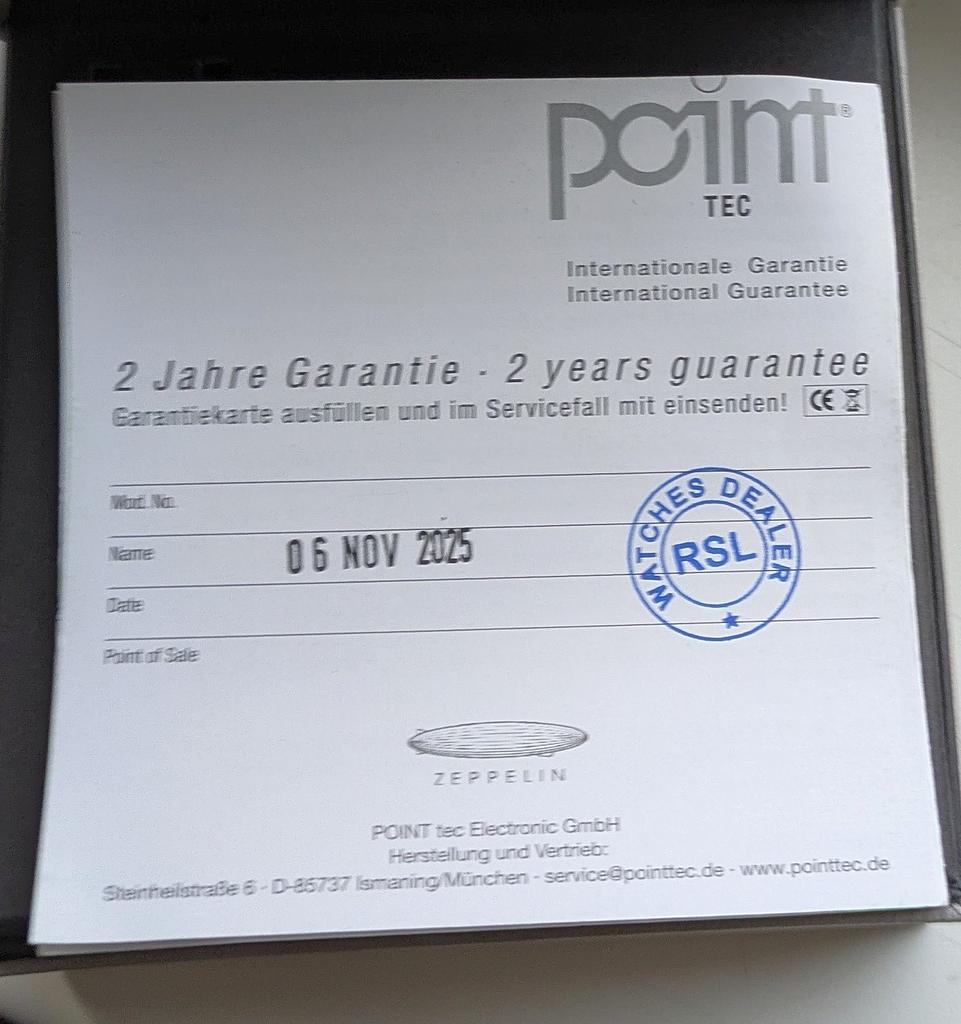 point®
TEC
Internationale Garantie
International Guarantee
2 Jahre Garantie · 2 years guarantee
Garantiekarte ausfüllen und im Servicefall mit einsenden! CE
Mod. No.
Name
06 NOV 2025
WATCHES DEALER
RSL
Date
Point of Sale
ZEPPELIN
POINT tec Electronic GmbH
Herstellung und Vertrieb:
Steinheilstraße 6 - D-85737 Ismaning/München - service@pointtec.de - www.pointtec.de